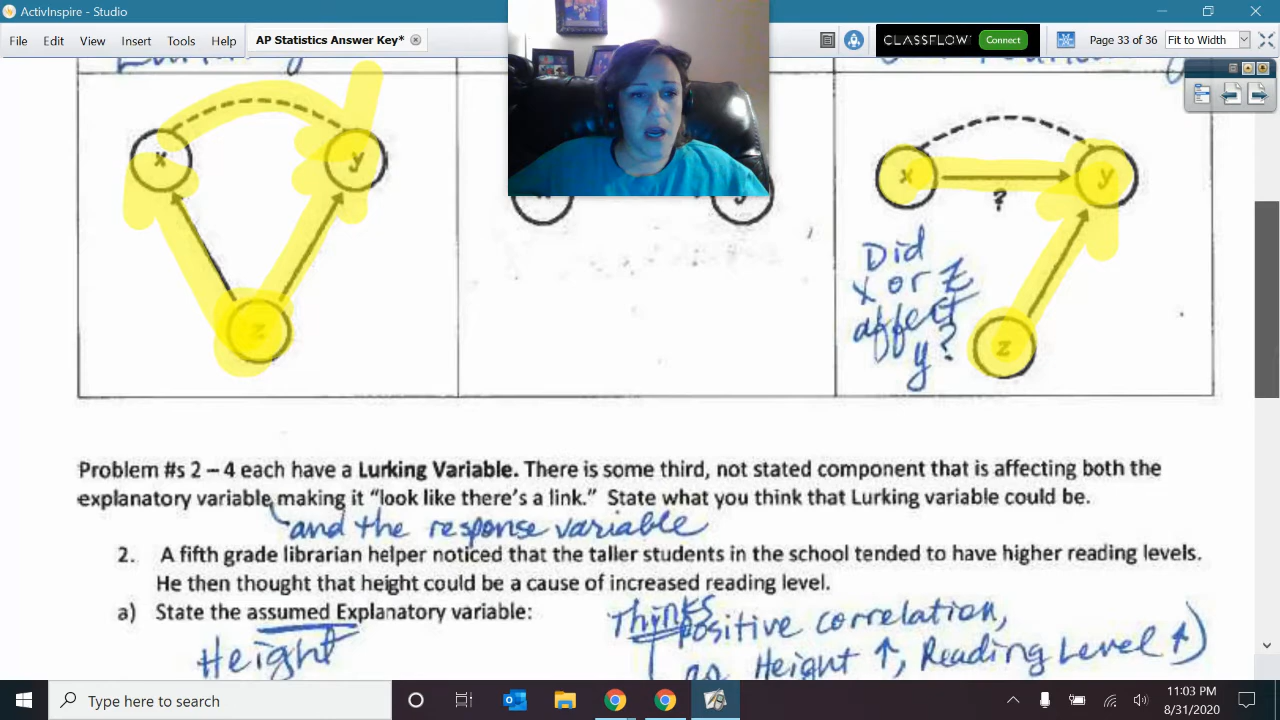 ActivInspire - Studio
File Edit View Insert Tools Help AP Statistics Answer Key* CLASSFLOW Connect Page 33 of 36 Fit to Width
Lurking
x y x y
?
z Did
x or z
affect
y? z
Problem #s 2 – 4 each have a Lurking Variable. There is some third, not stated component that is affecting both the
explanatory variable making it "look like there's a link." State what you think that Lurking variable could be.
and the response variable
2. A fifth grade librarian helper noticed that the taller students in the school tended to have higher reading levels.
He then thought that height could be a cause of increased reading level.
a) State the assumed Explanatory variable: Thinks
positive correlation,
Height as Height ↑, Reading Level ↑)
Type here to search 11:03 PM
8/31/2020